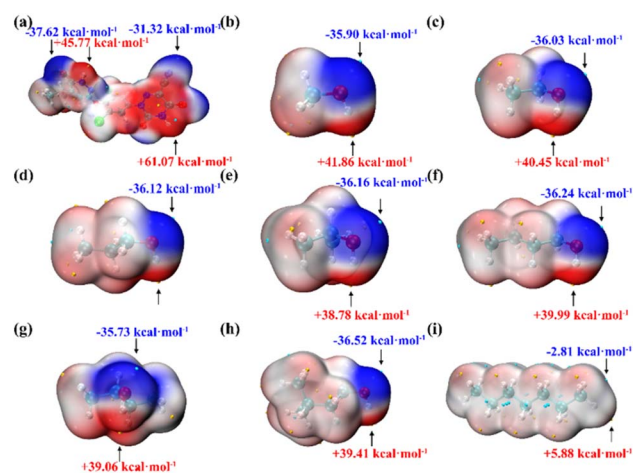 (a)
-37.62 kcal·mol⁻¹
+45.77 kcal·mol⁻¹
-31.32 kcal·mol⁻¹
+61.07 kcal·mol⁻¹
(b)
-35.90 kcal·mol⁻¹
+41.86 kcal·mol⁻¹
(c)
-36.03 kcal·mol⁻¹
+40.45 kcal·mol⁻¹
(d)
-36.12 kcal·mol⁻¹
(e)
-36.16 kcal·mol⁻¹
+38.78 kcal·mol⁻¹
(f)
-36.24 kcal·mol⁻¹
+39.99 kcal·mol⁻¹
(g)
-35.73 kcal·mol⁻¹
+39.06 kcal·mol⁻¹
(h)
-36.52 kcal·mol⁻¹
+39.41 kcal·mol⁻¹
(i)
-2.81 kcal·mol⁻¹
+5.88 kcal·mol⁻¹